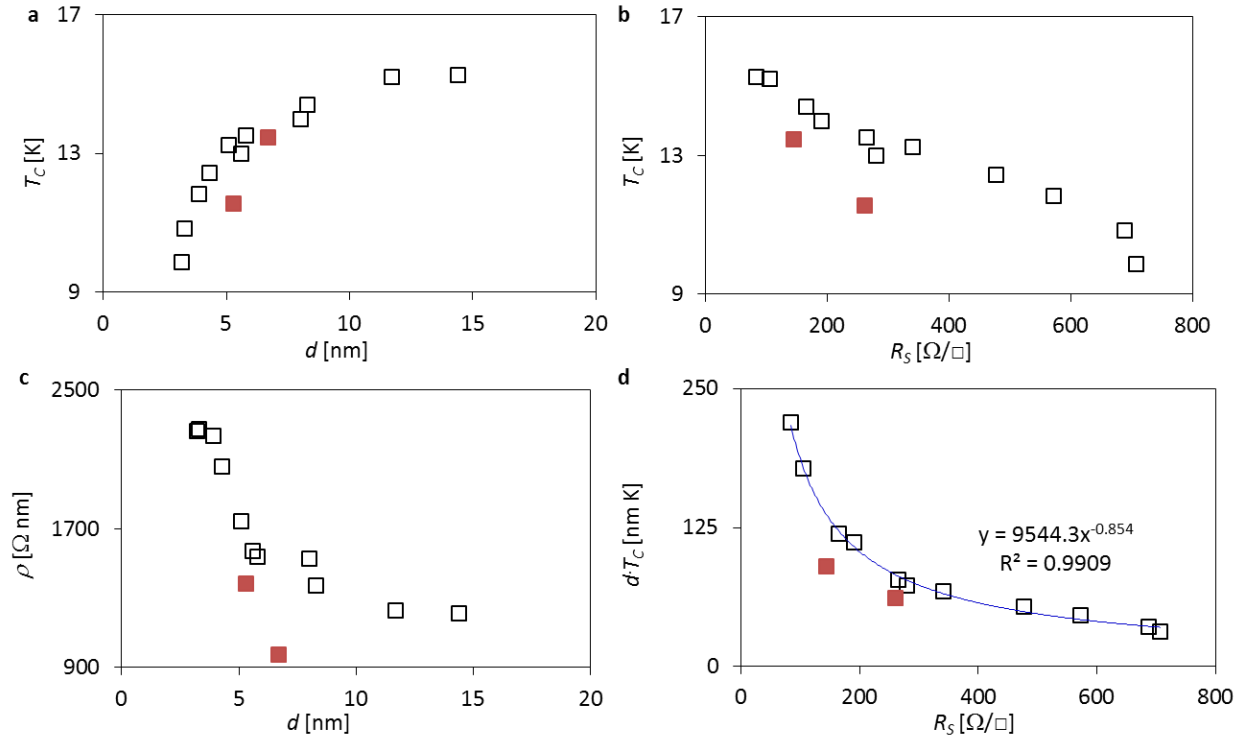 a
17
13
9
T_C [K]
0
5
10
15
20
d [nm]
b
17
13
9
T_C [K]
0
200
400
600
800
R_S [Ω/□]
c
2500
1700
900
ρ [Ω nm]
0
5
10
15
20
d [nm]
d
250
125
0
d·T_C [nm K]
y = 9544.3x^-0.854
R² = 0.9909
0
200
400
600
800
R_S [Ω/□]